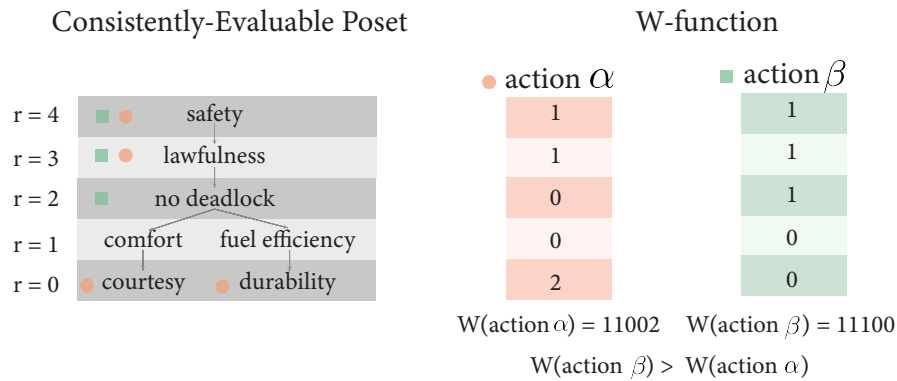 Consistently-Evaluable Poset
W-function
action α
action β
r = 4
safety
r = 3
lawfulness
r = 2
no deadlock
r = 1
comfort
fuel efficiency
r = 0
courtesy
durability
1
1
0
0
2
1
1
1
0
0
W(action α) = 11002
W(action β) = 11100
W(action β) > W(action α)